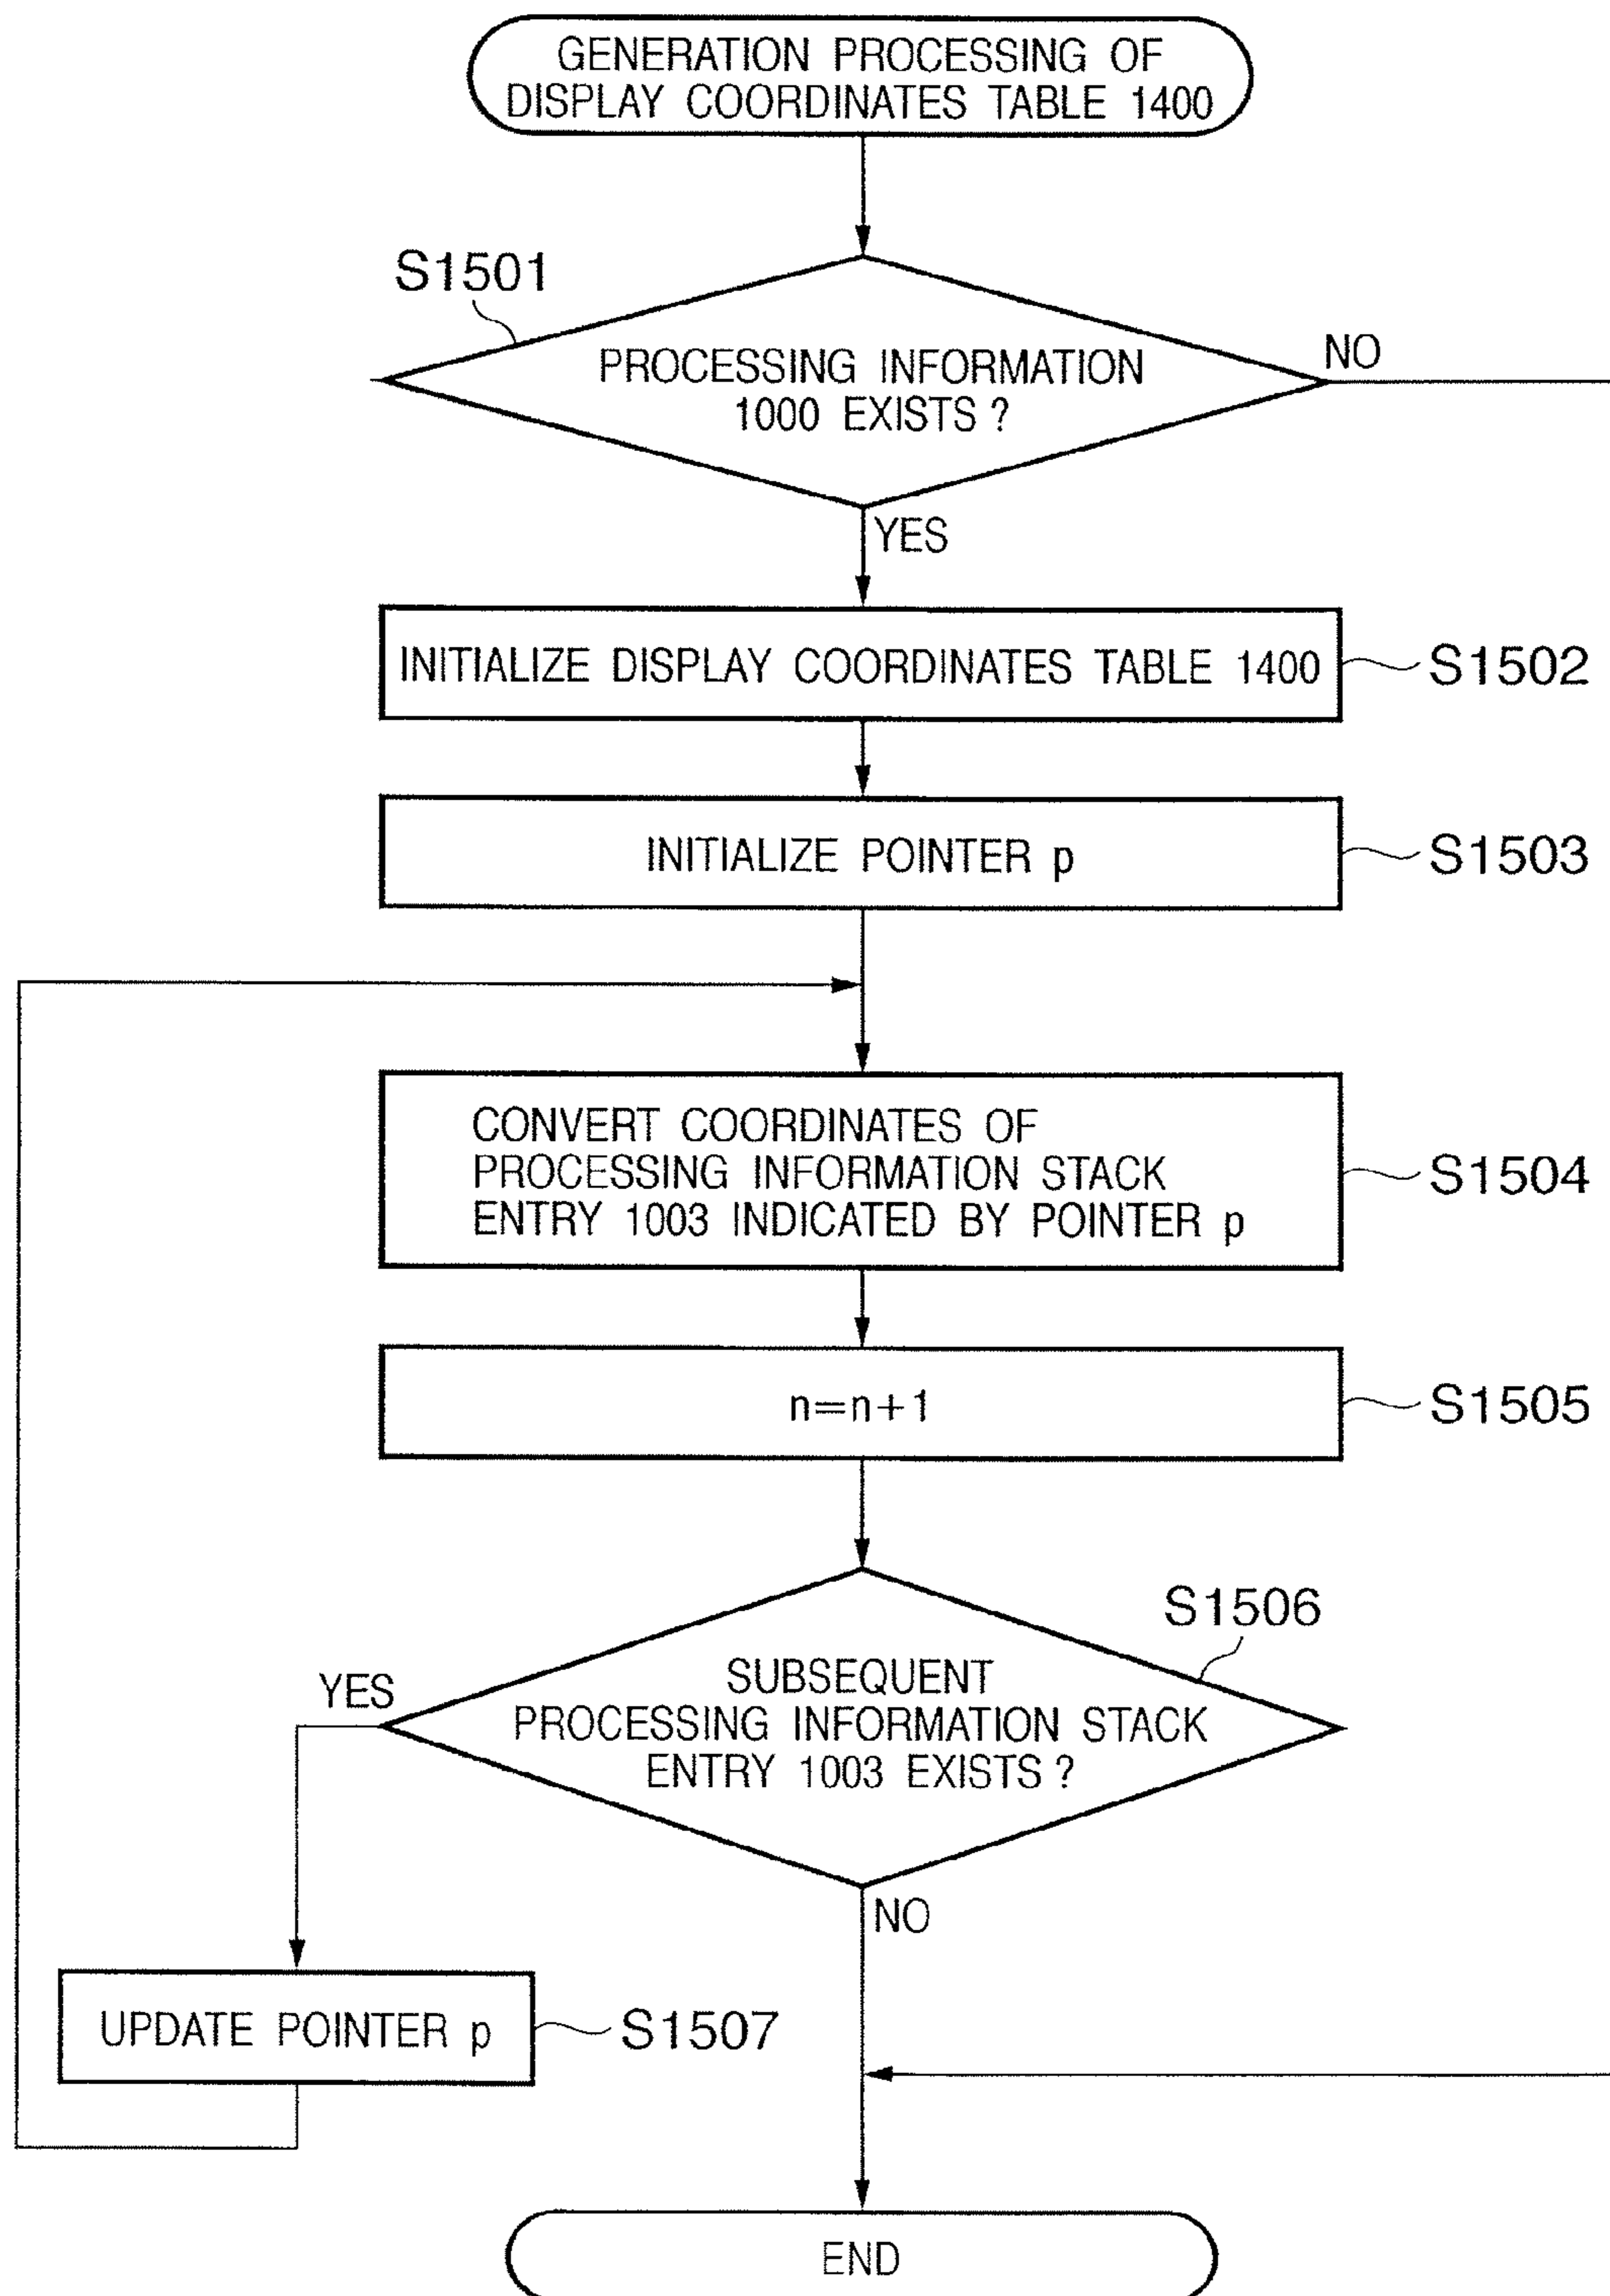 GENERATION PROCESSING OF
DISPLAY COORDINATES TABLE 1400
S1501
PROCESSING INFORMATION
1000 EXISTS ?
NO
YES
INITIALIZE DISPLAY COORDINATES TABLE 1400
S1502
INITIALIZE POINTER p
S1503
CONVERT COORDINATES OF
PROCESSING INFORMATION STACK
ENTRY 1003 INDICATED BY POINTER p
S1504
n=n+1
S1505
S1506
SUBSEQUENT
PROCESSING INFORMATION STACK
ENTRY 1003 EXISTS ?
YES
NO
UPDATE POINTER p
S1507
END